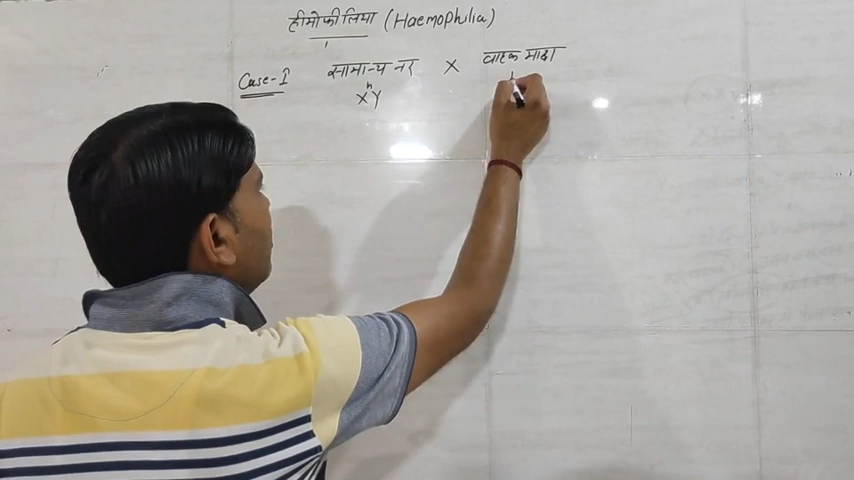 हीमोफीलिया (Haemophilia)
Case-I सामान्य नर X वाहक मादा
XʰY